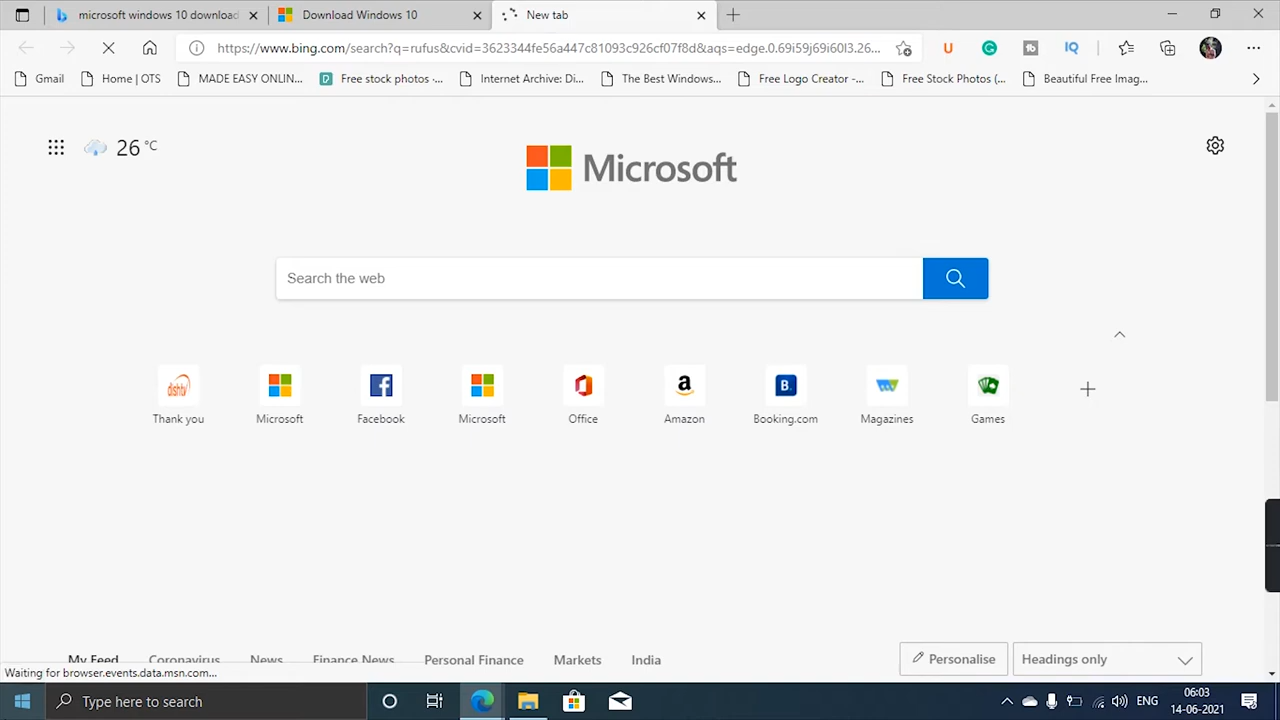 microsoft windows 10 download
Download Windows 10
New tab
https://www.bing.com/search?q=rufus&cvid=3623344fe56a447c81093c926cf07f8d&aqs=edge.0.69i59j69i60l3.26...
Gmail
Home | OTS
MADE EASY ONLIN...
Free stock photos ·...
Internet Archive: Di...
The Best Windows...
Free Logo Creator -...
Free Stock Photos (...
Beautiful Free Imag...
26 °C
Microsoft
Search the web
dishtv
Thank you
Microsoft
Facebook
Microsoft
Office
Amazon
Booking.com
Magazines
Games
My Feed
Coronavirus
News
Finance News
Personal Finance
Markets
India
Personalise
Headings only
Waiting for browser.events.data.msn.com...
Type here to search
ENG
06:03
14-06-2021